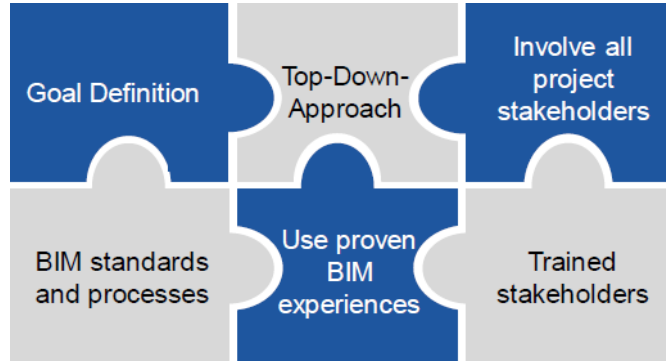 Goal Definition
Top-Down-
Approach
Involve all
project
stakeholders
BIM standards
and processes
Use proven
BIM
experiences
Trained
stakeholders